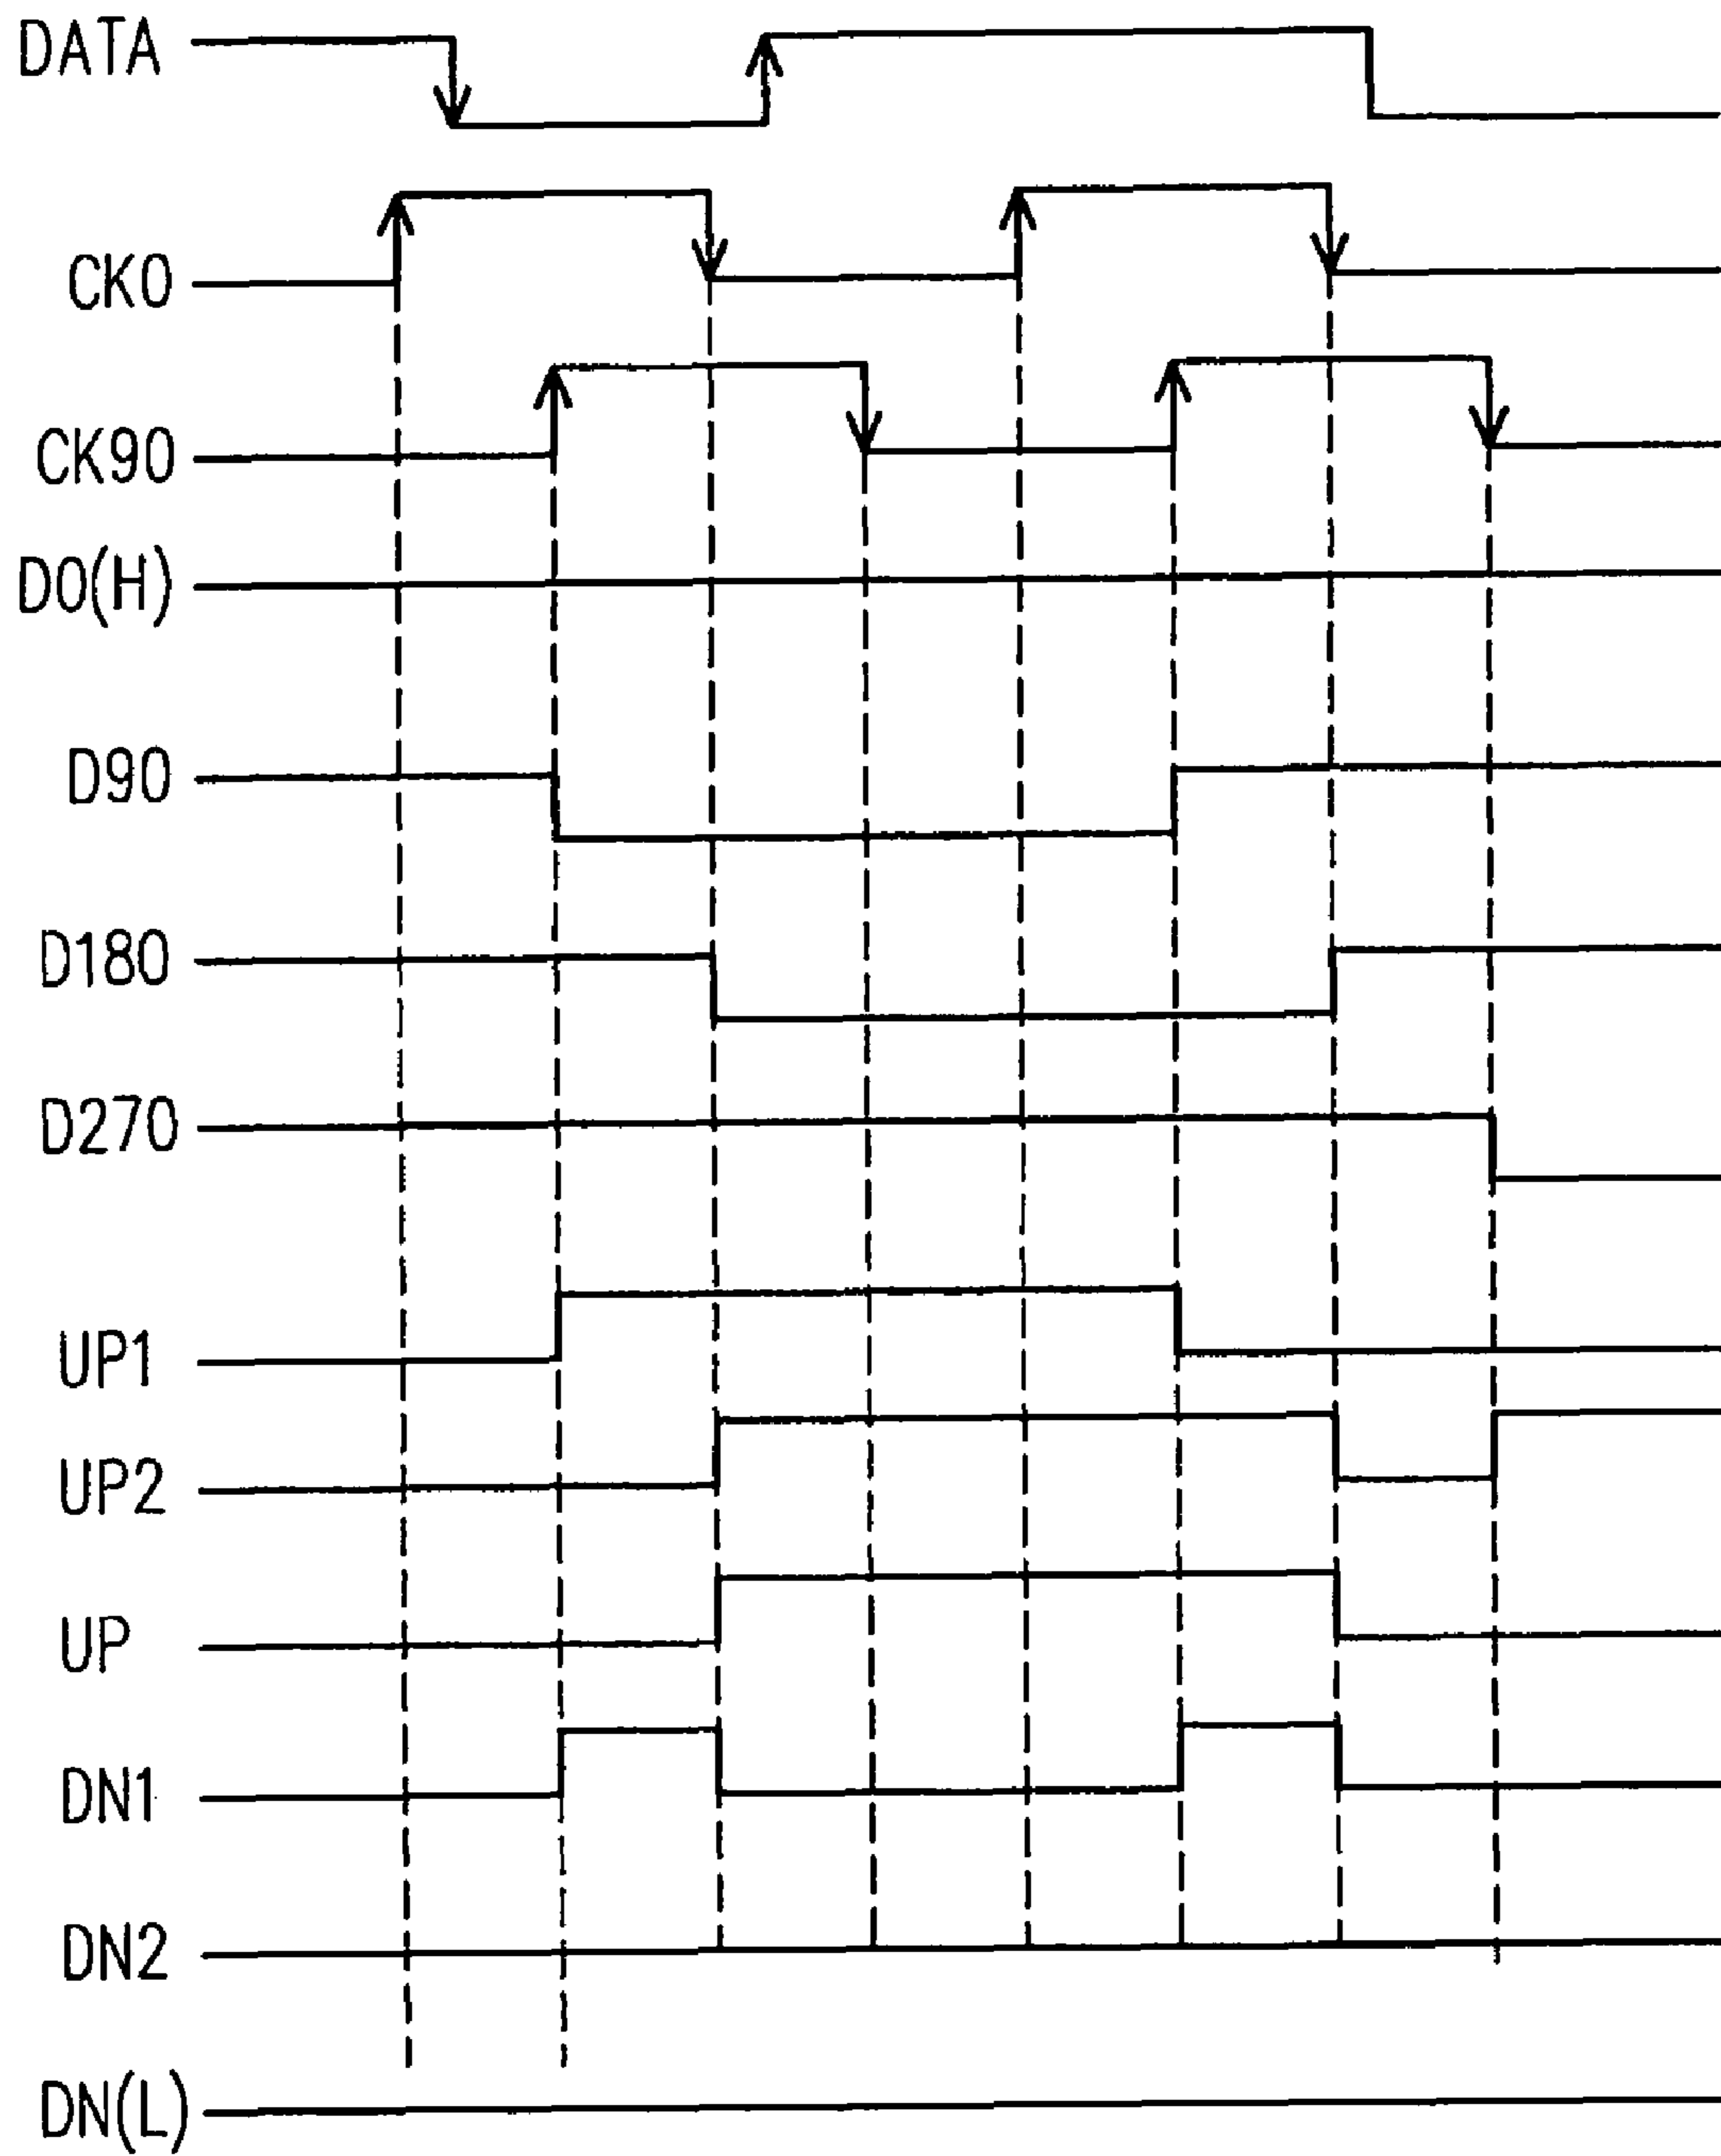 DATA
CK0
CK90
D0(H)
D90
D180
D270
UP1
UP2
UP
DN1
DN2
DN(L)